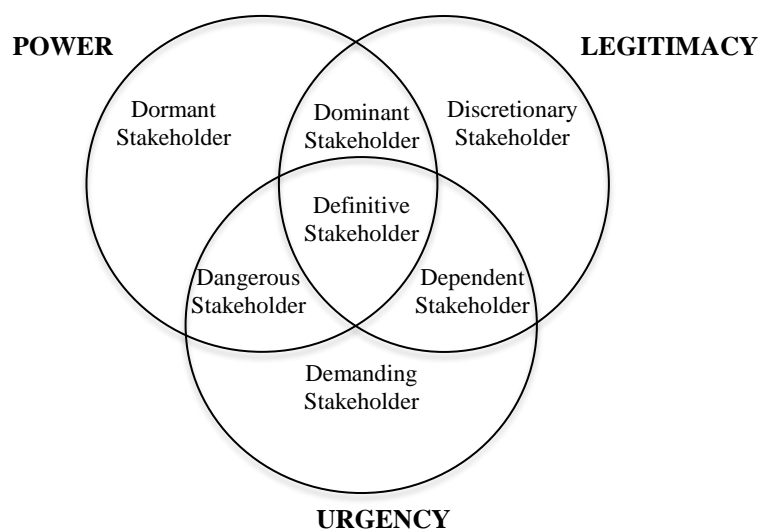 POWER
LEGITIMACY
Dormant
Stakeholder
Dominant
Stakeholder
Discretionary
Stakeholder
Definitive
Stakeholder
Dangerous
Stakeholder
Dependent
Stakeholder
Demanding
Stakeholder
URGENCY